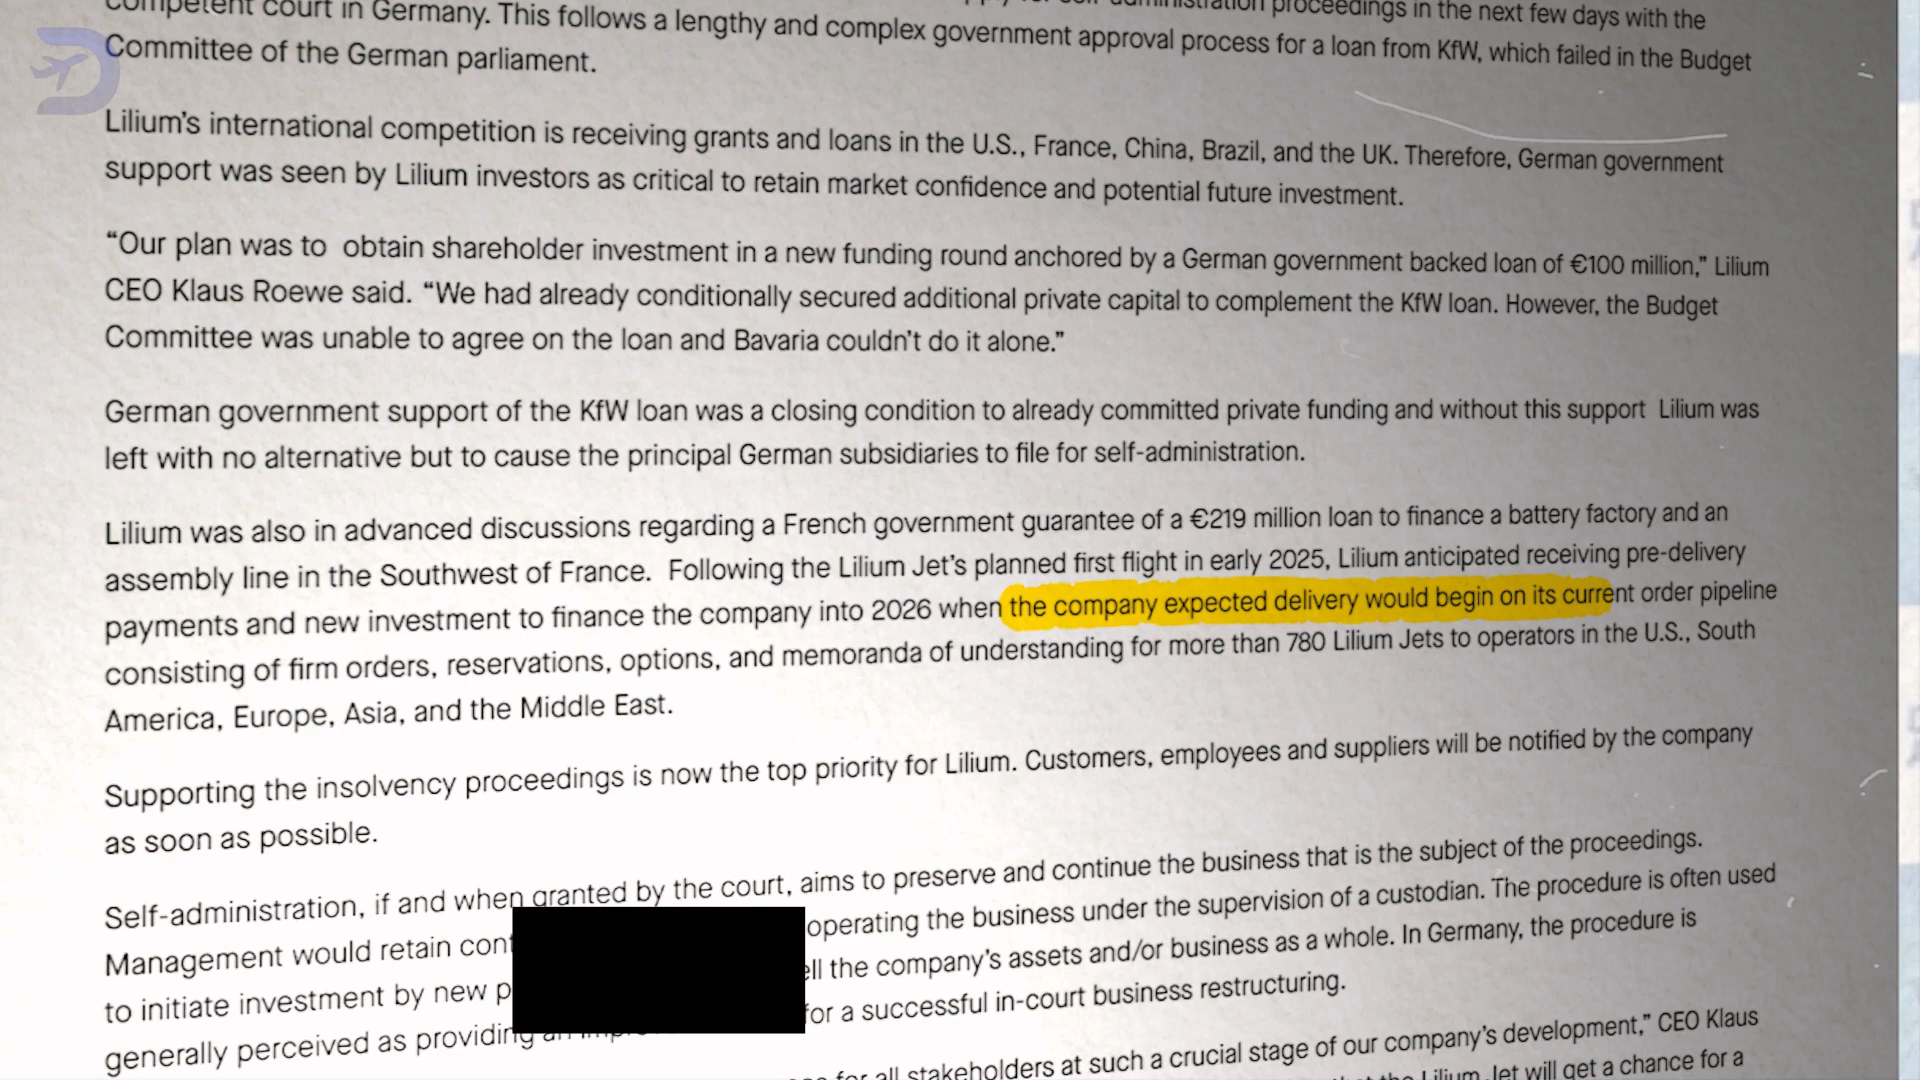 competent court in Germany. This follows a lengthy and complex government approval process for a loan from KfW, which failed in the Budget
proceedings in the next few days with the
Committee of the German parliament.
Lilium's international competition is receiving grants and loans in the U.S., France, China, Brazil, and the UK. Therefore, German government
support was seen by Lilium investors as critical to retain market confidence and potential future investment.
“Our plan was to obtain shareholder investment in a new funding round anchored by a German government backed loan of €100 million,” Lilium
CEO Klaus Roewe said. “We had already conditionally secured additional private capital to complement the KfW loan. However, the Budget
Committee was unable to agree on the loan and Bavaria couldn't do it alone.”
German government support of the KfW loan was a closing condition to already committed private funding and without this support Lilium was
left with no alternative but to cause the principal German subsidiaries to file for self-administration.
Lilium was also in advanced discussions regarding a French government guarantee of a €219 million loan to finance a battery factory and an
assembly line in the Southwest of France. Following the Lilium Jet's planned first flight in early 2025, Lilium anticipated receiving pre-delivery
payments and new investment to finance the company into 2026 when the company expected delivery would begin on its current order pipeline
consisting of firm orders, reservations, options, and memoranda of understanding for more than 780 Lilium Jets to operators in the U.S., South
America, Europe, Asia, and the Middle East.
Supporting the insolvency proceedings is now the top priority for Lilium. Customers, employees and suppliers will be notified by the company
as soon as possible.
Self-administration, if and when granted by the court, aims to preserve and continue the business that is the subject of the proceedings.
Management would retain operating the business under the supervision of a custodian. The procedure is often used
to initiate investment by new the company's assets and/or business as a whole. In Germany, the procedure is
generally perceived as providing for a successful in-court business restructuring.
for all stakeholders at such a crucial stage of our company's development,” CEO Klaus
the Lilium Jet will get a chance for a